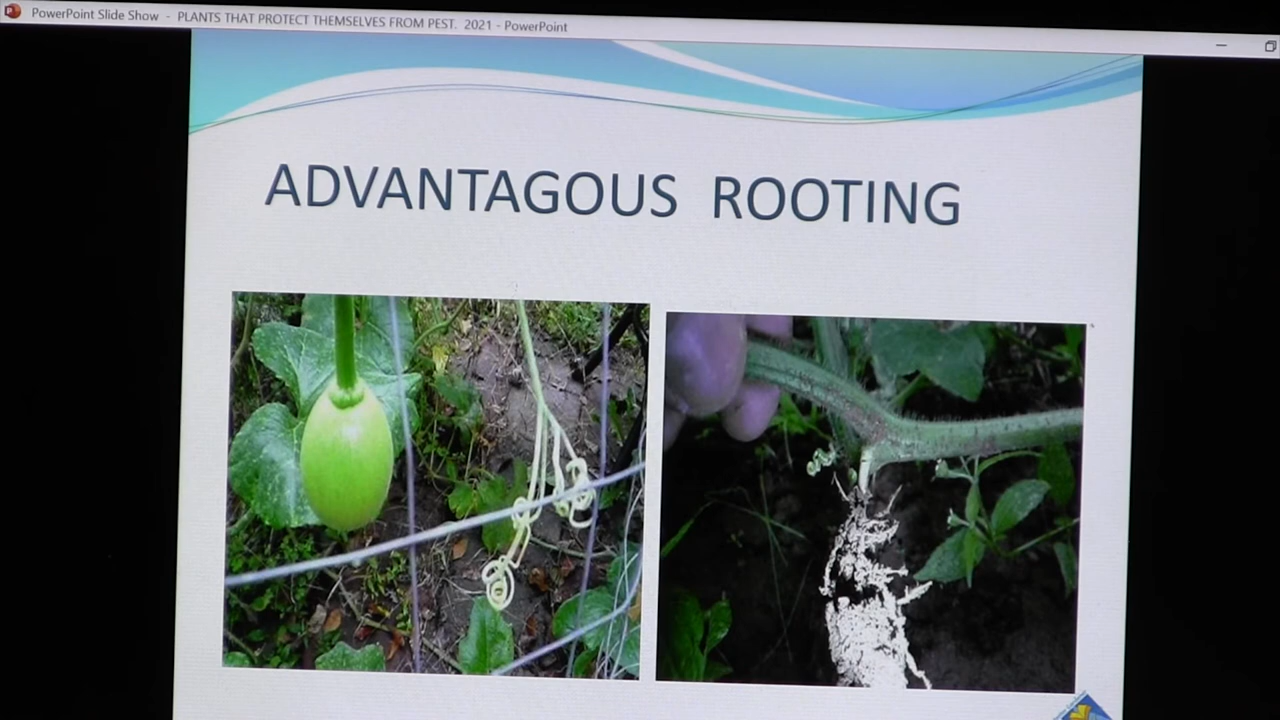 PowerPoint Slide Show - PLANTS THAT PROTECT THEMSELVES FROM PEST. 2021 - PowerPoint
ADVANTAGOUS ROOTING